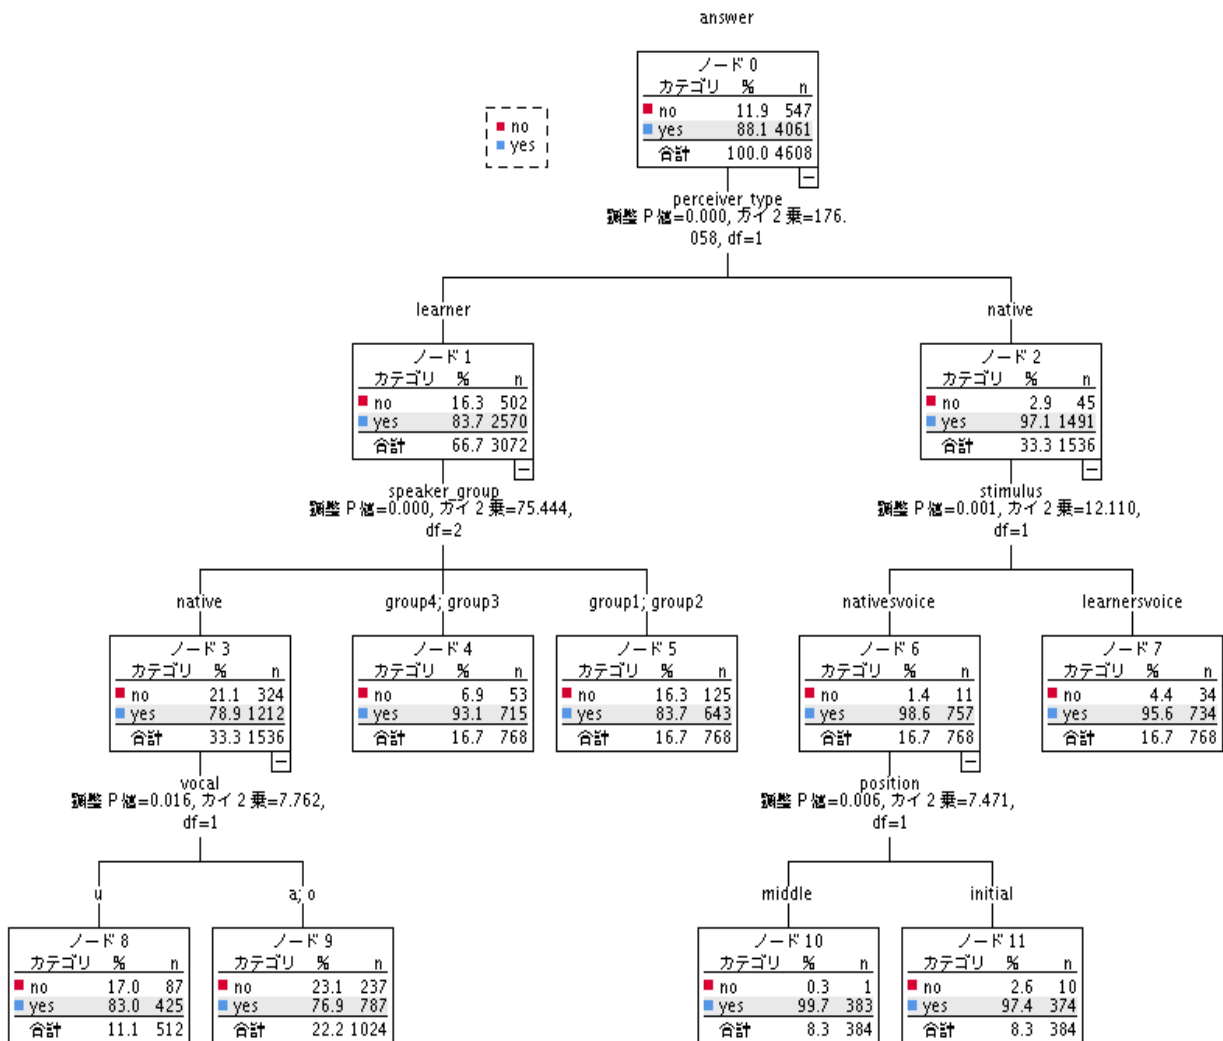 answer
ノード 0
カテゴリ % n
no 11.9 547
yes 88.1 4061
合計 100.0 4608
no
yes
perceiver_type
調整 P 値=0.000, カイ 2 乗=176.
058, df=1
learner
native
ノード 1
カテゴリ % n
no 16.3 502
yes 83.7 2570
合計 66.7 3072
ノード 2
カテゴリ % n
no 2.9 45
yes 97.1 1491
合計 33.3 1536
speaker_group
調整 P 値=0.000, カイ 2 乗=75.444,
df=2
stimulus
調整 P 値=0.001, カイ 2 乗=12.110,
df=1
native
group4; group3
group1; group2
nativesvoice
learnersvoice
ノード 3
カテゴリ % n
no 21.1 324
yes 78.9 1212
合計 33.3 1536
ノード 4
カテゴリ % n
no 6.9 53
yes 93.1 715
合計 16.7 768
ノード 5
カテゴリ % n
no 16.3 125
yes 83.7 643
合計 16.7 768
ノード 6
カテゴリ % n
no 1.4 11
yes 98.6 757
合計 16.7 768
ノード 7
カテゴリ % n
no 4.4 34
yes 95.6 734
合計 16.7 768
vocal
調整 P 値=0.016, カイ 2 乗=7.762,
df=1
position
調整 P 値=0.006, カイ 2 乗=7.471,
df=1
u
a; o
middle
initial
ノード 8
カテゴリ % n
no 17.0 87
yes 83.0 425
合計 11.1 512
ノード 9
カテゴリ % n
no 23.1 237
yes 76.9 787
合計 22.2 1024
ノード 10
カテゴリ % n
no 0.3 1
yes 99.7 383
合計 8.3 384
ノード 11
カテゴリ % n
no 2.6 10
yes 97.4 374
合計 8.3 384